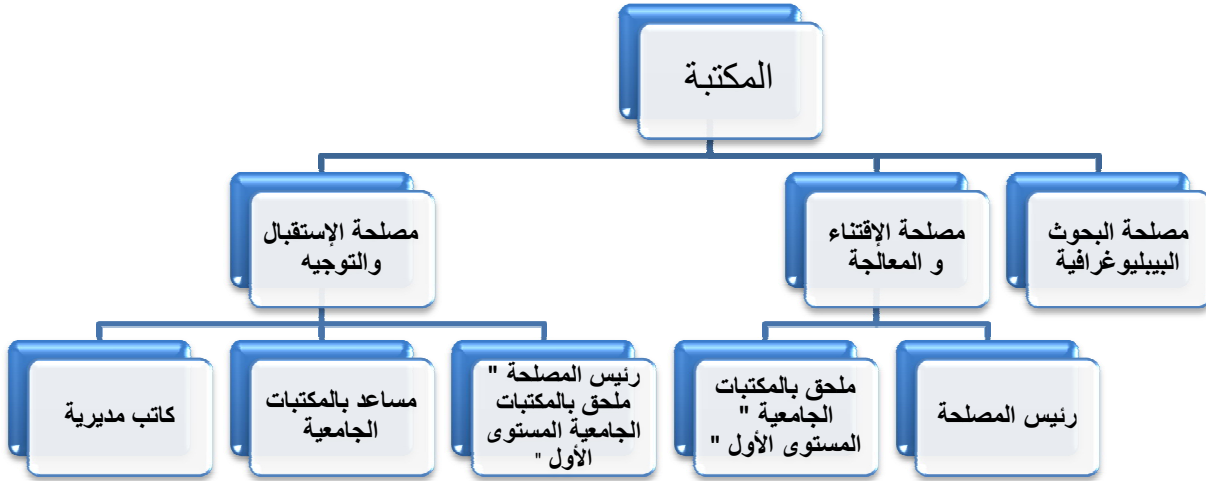 المكتبة
مصلحة البحوث
البيبليوغرافية
مصلحة الإقتناء
و المعالجة
مصلحة الإستقبال
والتوجيه
رئيس المصلحة
ملحق بالمكتبات
الجامعية "
المستوى الأول "
رئيس المصلحة "
ملحق بالمكتبات
الجامعية المستوى
الأول "
مساعد بالمكتبات
الجامعية
كاتب مديرية